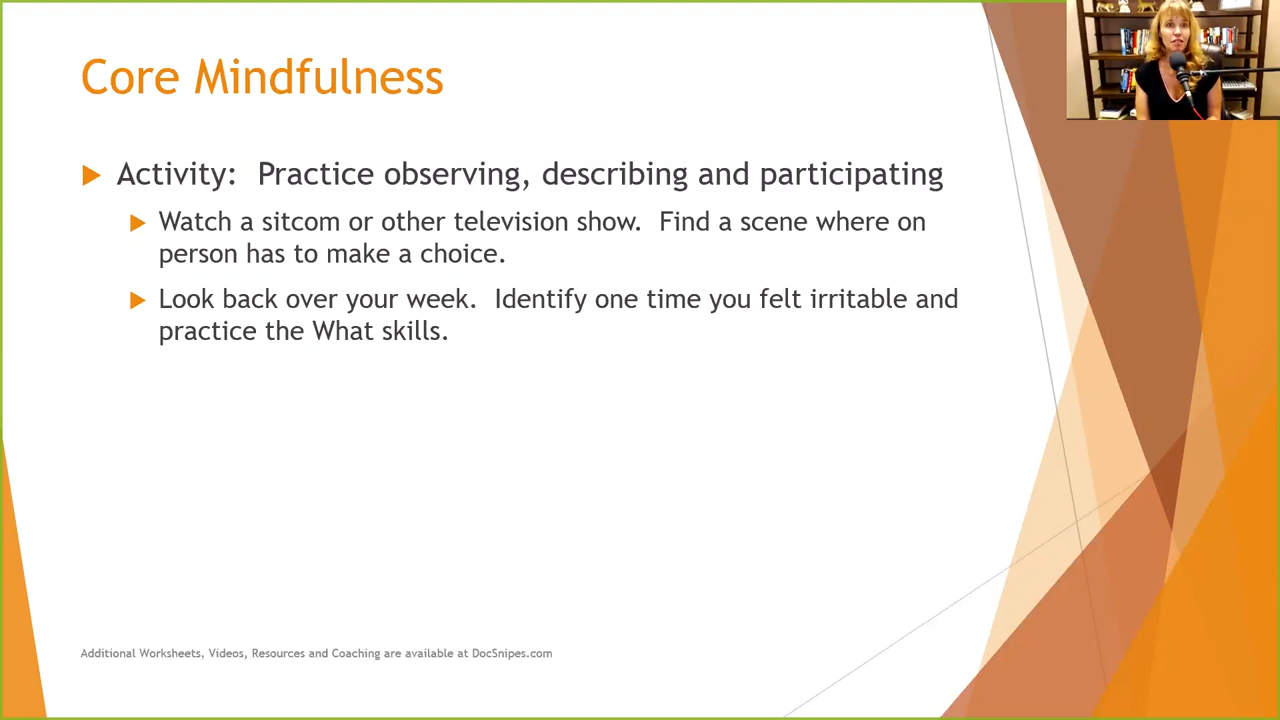 Core Mindfulness
Activity:  Practice observing, describing and participating
Watch a sitcom or other television show.  Find a scene where on
person has to make a choice.
Look back over your week.  Identify one time you felt irritable and
practice the What skills.
Additional Worksheets, Videos, Resources and Coaching are available at DocSnipes.com